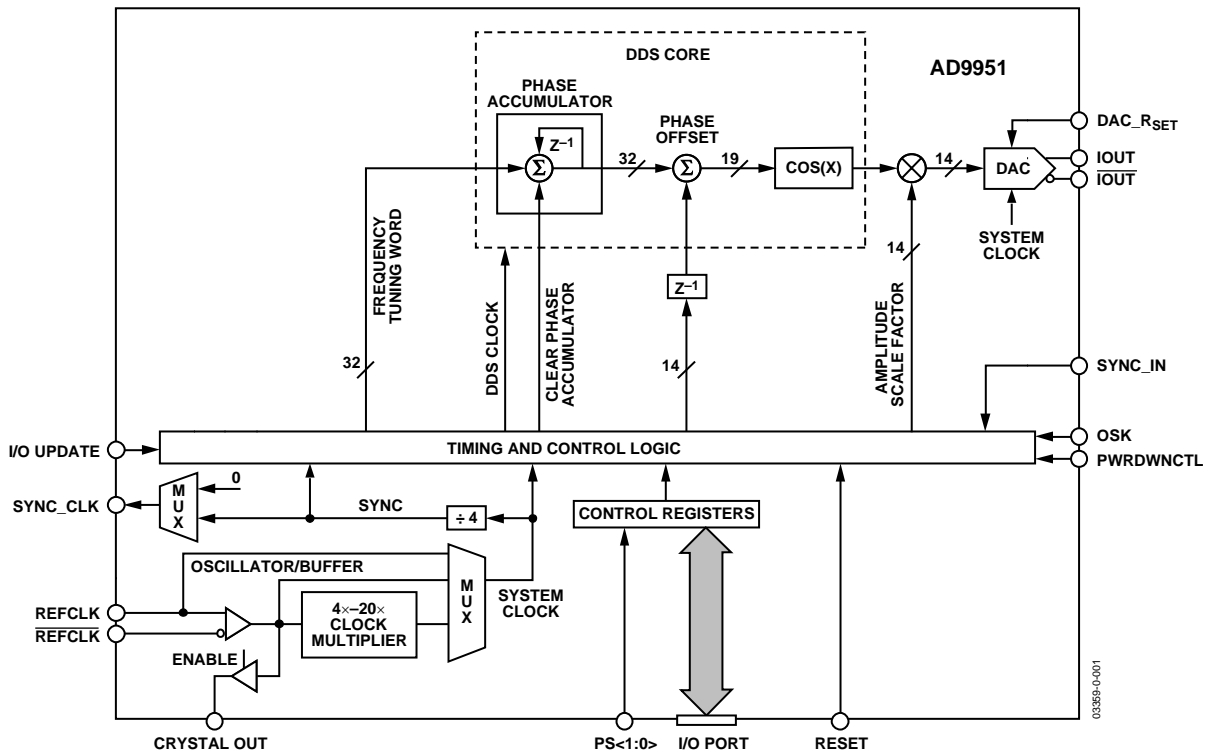 DDS CORE
AD9951
PHASE
ACCUMULATOR
PHASE
OFFSET
Z–1
Σ
32
Σ
19
COS(X)
14
DAC
DAC_RSET
IOUT
IOUT
SYSTEM
CLOCK
FREQUENCY
TUNING WORD
32
DDS CLOCK
CLEAR PHASE
ACCUMULATOR
Z–1
14
14
AMPLITUDE
SCALE FACTOR
SYNC_IN
I/O UPDATE
TIMING AND CONTROL LOGIC
OSK
PWRDWNCTL
SYNC_CLK
MUX
0
SYNC
÷ 4
CONTROL REGISTERS
OSCILLATOR/BUFFER
REFCLK
REFCLK
4×–20×
CLOCK
MULTIPLIER
MUX
SYSTEM
CLOCK
ENABLE
CRYSTAL OUT
PS<1:0>
I/O PORT
RESET
03359-0-001